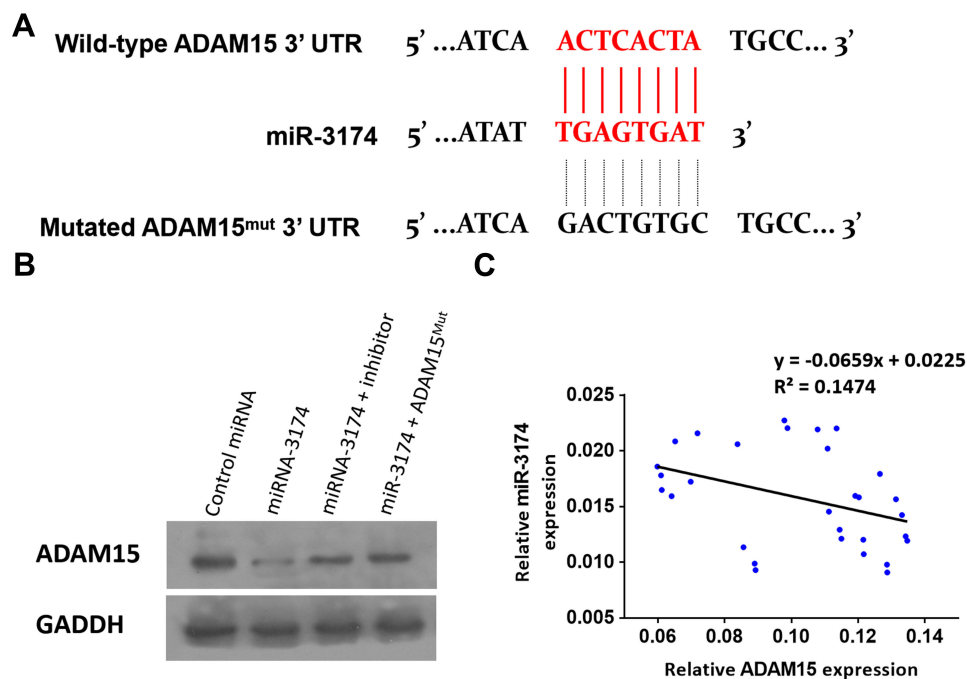 A
Wild-type ADAM15 3’ UTR 5’ ...ATCA ACTCACTA TGCC... 3’
miR-3174 5’ ...ATAT TGAGTGAT 3’
Mutated ADAM15ᵐᵘᵗ 3’ UTR 5’ ...ATCA GACTGTGC TGCC... 3’
B
Control miRNA
miRNA-3174
miRNA-3174 + inhibitor
miR-3174 + ADAM15ᴹᵘᵗ
ADAM15
GADDH
C
y = -0.0659x + 0.0225
R² = 0.1474
Relative miR-3174
expression
0.025
0.020
0.015
0.010
0.005
0.06 0.08 0.10 0.12 0.14
Relative ADAM15 expression